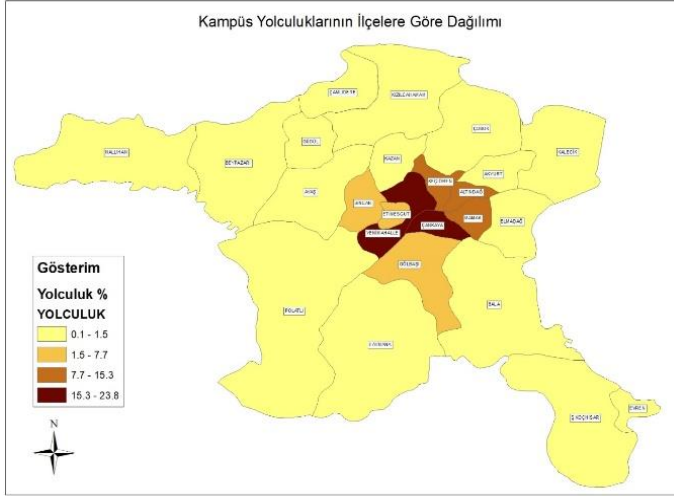 Kampüs Yolculuklarının İlçelere Göre Dağılımı
ÇAMLIDERE
KIZILCAHAMAM
ÇUBUK
KALECİK
NALLIHAN
BEYPAZARI
GÜDÜL
KAZAN
AKYURT
KEÇİÖREN
ALTINDAĞ
AYAŞ
SİNCAN
ETİMESGUT
MAMAK
ELMADAĞ
ÇANKAYA
YENİMAHALLE
GÖLBAŞI
BALA
POLATLI
HAYMANA
Ş.KOÇHİSAR
EVREN
Gösterim
Yolculuk %
YOLCULUK
0.1 - 1.5
1.5 - 7.7
7.7 - 15.3
15.3 - 23.8
N